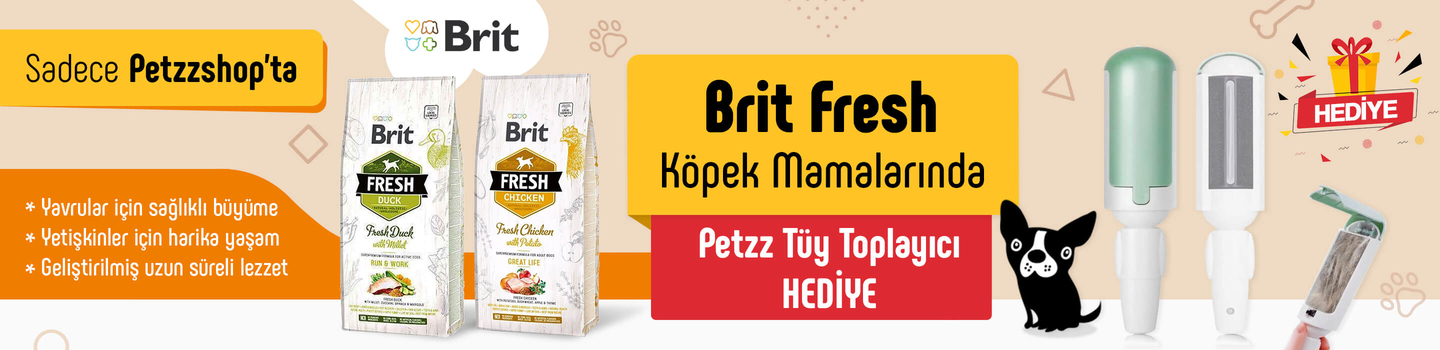 Sadece Petzzshop'ta
* Yavrular için sağlıklı büyüme
* Yetişkinler için harika yaşam
* Geliştirilmiş uzun süreli lezzet
Brit
Brit
FRESH
DUCK
Fresh Duck
with Millet
RUN & WORK
Brit
FRESH
CHICKEN
Fresh Chicken
with Potato
GREAT LIFE
Brit Fresh
Köpek Mamalarında
Petzz Tüy Toplayıcı
HEDİYE
HEDİYE